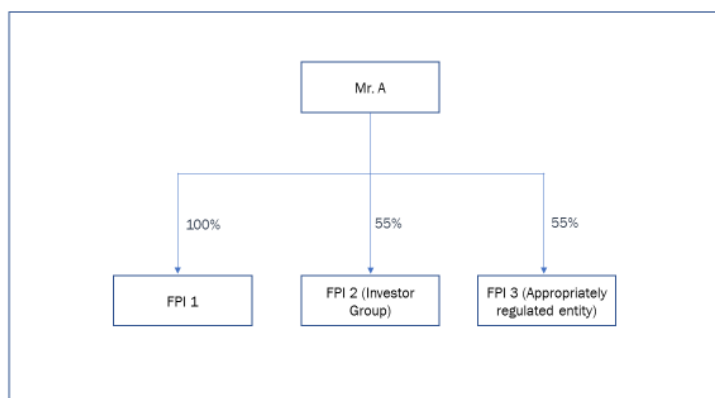 Mr. A
100%
55%
55%
FPI 1
FPI 2 (Investor
Group)
FPI 3 (Appropriately
regulated entity)